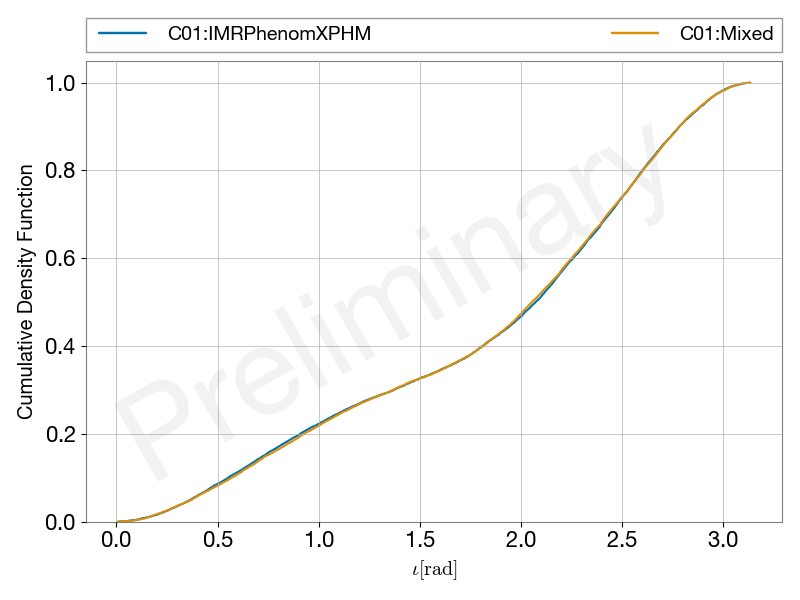 C01:IMRPhenomXPHM C01:Mixed
1.0
0.8
0.6
0.4
0.2
0.0
Cumulative Density Function
Preliminary
0.0 0.5 1.0 1.5 2.0 2.5 3.0
ι[rad]